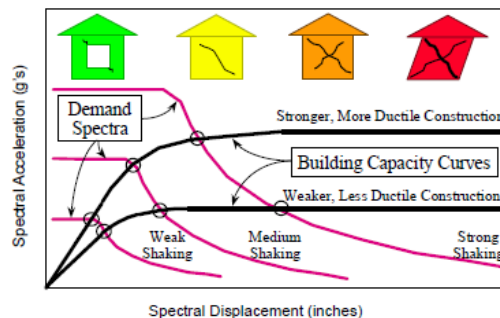 Demand
Spectra
Stronger, More Ductile Construction
Building Capacity Curves
Weaker, Less Ductile Construction
Weak
Shaking
Medium
Shaking
Strong
Shaking
Spectral Acceleration (g's)
Spectral Displacement (inches)